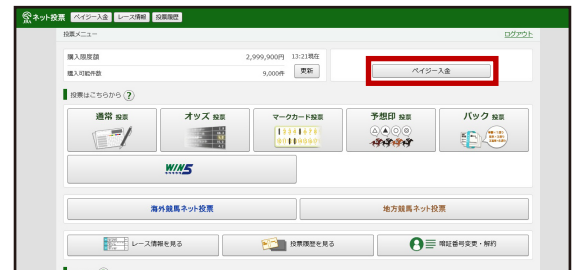 ネット投票 ペイジー入金 レース情報 投票履歴
投票メニュー ログアウト
購入限度額 2,999,900円 13:21現在
購入可能件数 9,000件 更新
ペイジー入金
投票はこちらから ?
通常 投票 オッズ 投票 マークカード投票 予想印 投票 パック 投票
WIN5
海外競馬ネット投票 地方競馬ネット投票
レース情報を見る 投票履歴を見る 暗証番号変更・解約